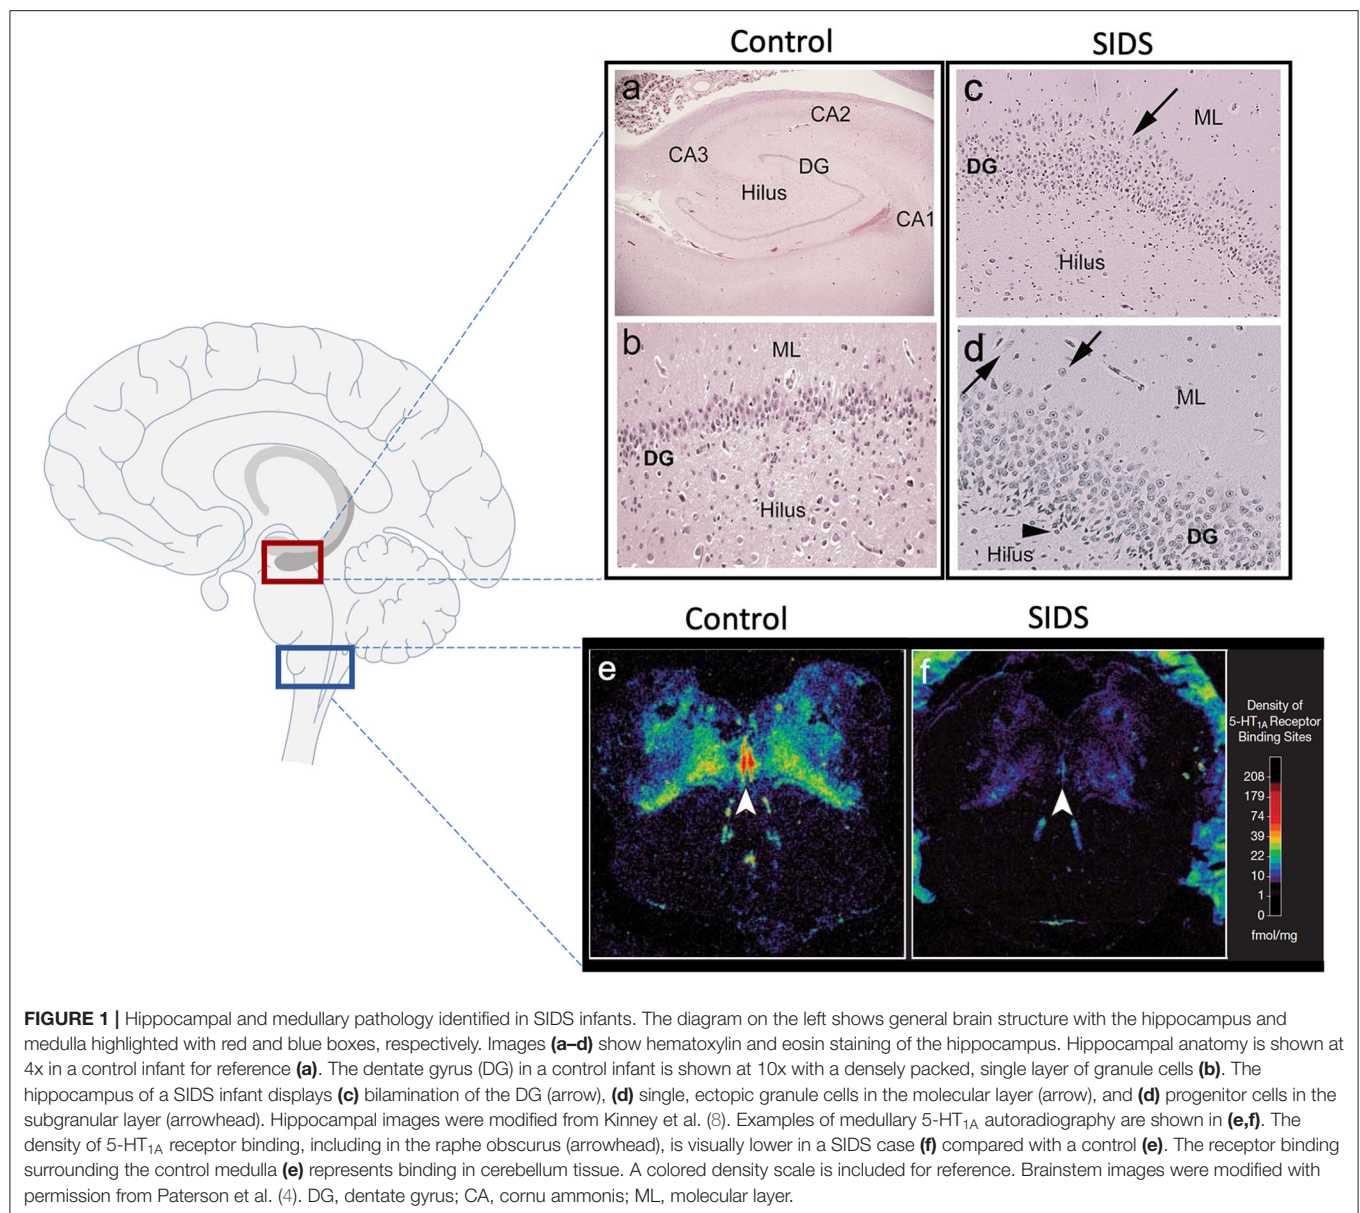 Control
SIDS
a
CA2
CA3
DG
Hilus
CA1
c
ML
DG
Hilus
b
ML
DG
Hilus
d
ML
DG
Hilus
Control
SIDS
e
f
Density of
5-HT1A Receptor
Binding Sites
208
179
74
39
22
10
1
0
fmol/mg
FIGURE 1 | Hippocampal and medullary pathology identified in SIDS infants. The diagram on the left shows general brain structure with the hippocampus and
medulla highlighted with red and blue boxes, respectively. Images (a–d) show hematoxylin and eosin staining of the hippocampus. Hippocampal anatomy is shown at
4x in a control infant for reference (a). The dentate gyrus (DG) in a control infant is shown at 10x with a densely packed, single layer of granule cells (b). The
hippocampus of a SIDS infant displays (c) bilamination of the DG (arrow), (d) single, ectopic granule cells in the molecular layer (arrow), and (d) progenitor cells in the
subgranular layer (arrowhead). Hippocampal images were modified from Kinney et al. (8). Examples of medullary 5-HT1A autoradiography are shown in (e,f). The
density of 5-HT1A receptor binding, including in the raphe obscurus (arrowhead), is visually lower in a SIDS case (f) compared with a control (e). The receptor binding
surrounding the control medulla (e) represents binding in cerebellum tissue. A colored density scale is included for reference. Brainstem images were modified with
permission from Paterson et al. (4). DG, dentate gyrus; CA, cornu ammonis; ML, molecular layer.